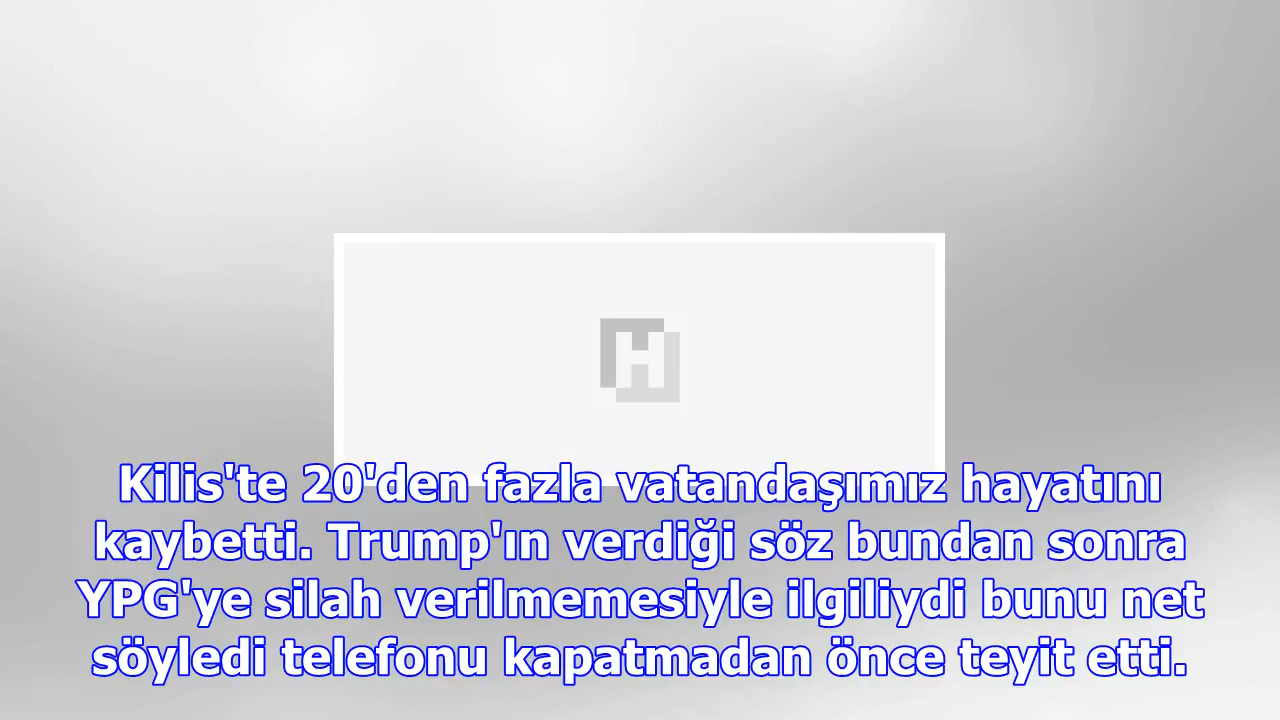 H
Kilis'te 20'den fazla vatandaşımız hayatını
kaybetti. Trump'ın verdiği söz bundan sonra
YPG'ye silah verilmemesiyle ilgiliydi bunu net
söyledi telefonu kapatmadan önce teyit etti.